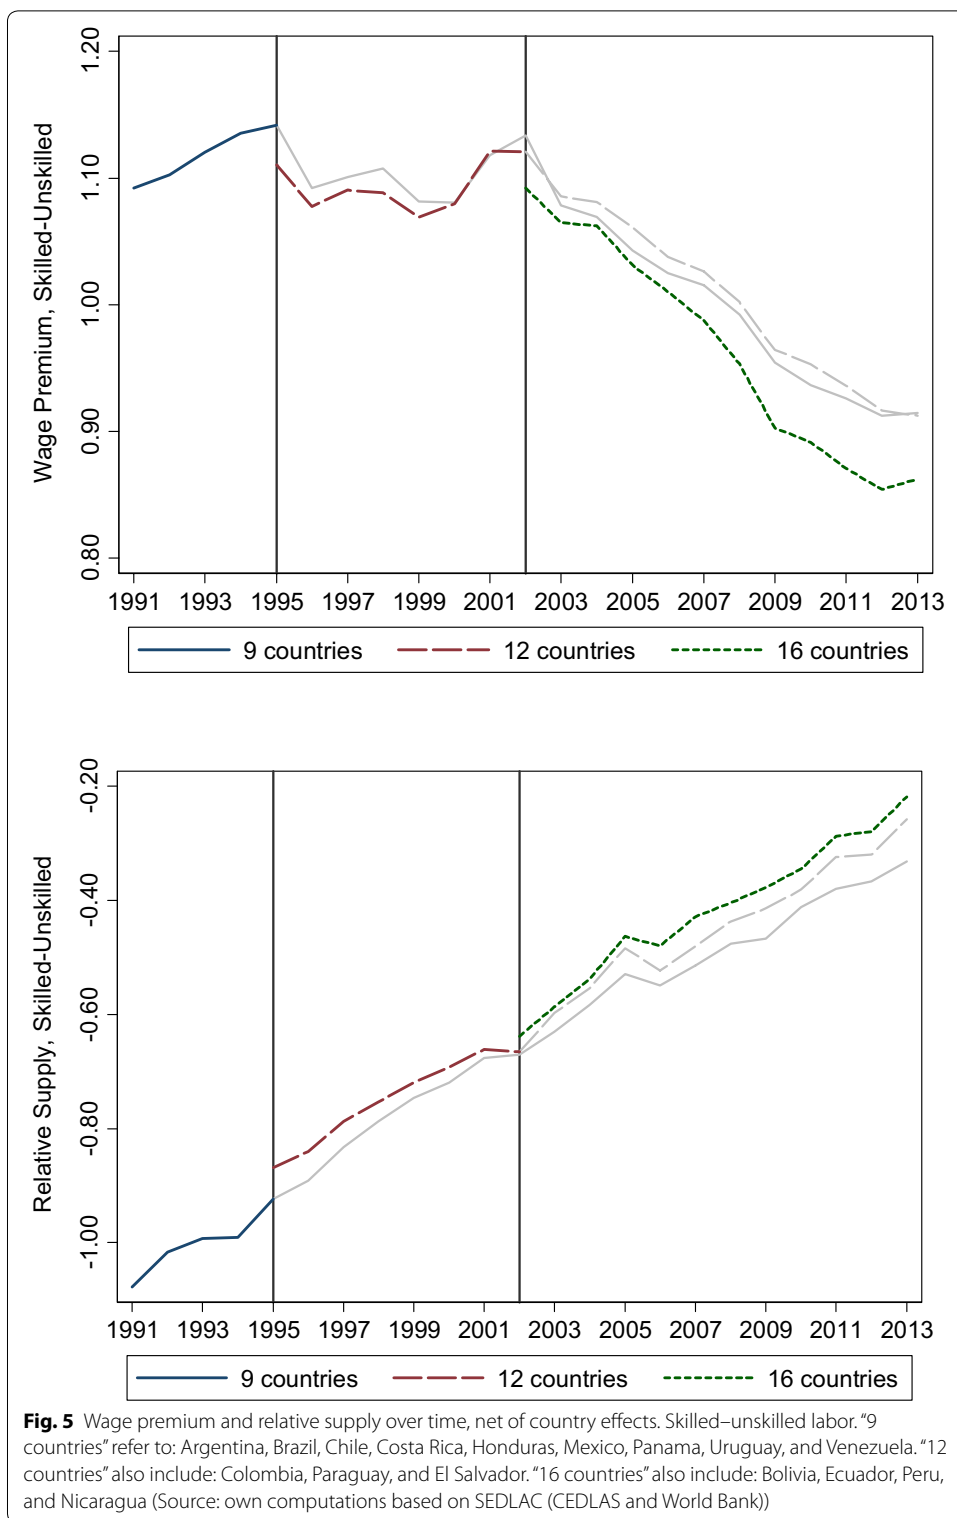 Wage Premium, Skilled-Unskilled
1.20
1.10
1.00
0.90
0.80
1991 1993 1995 1997 1999 2001 2003 2005 2007 2009 2011 2013
9 countries 12 countries 16 countries
Relative Supply, Skilled-Unskilled
-0.20
-0.40
-0.60
-0.80
-1.00
1991 1993 1995 1997 1999 2001 2003 2005 2007 2009 2011 2013
9 countries 12 countries 16 countries
Fig. 5 Wage premium and relative supply over time, net of country effects. Skilled–unskilled labor. “9
countries” refer to: Argentina, Brazil, Chile, Costa Rica, Honduras, Mexico, Panama, Uruguay, and Venezuela. “12
countries” also include: Colombia, Paraguay, and El Salvador. “16 countries” also include: Bolivia, Ecuador, Peru,
and Nicaragua (Source: own computations based on SEDLAC (CEDLAS and World Bank))